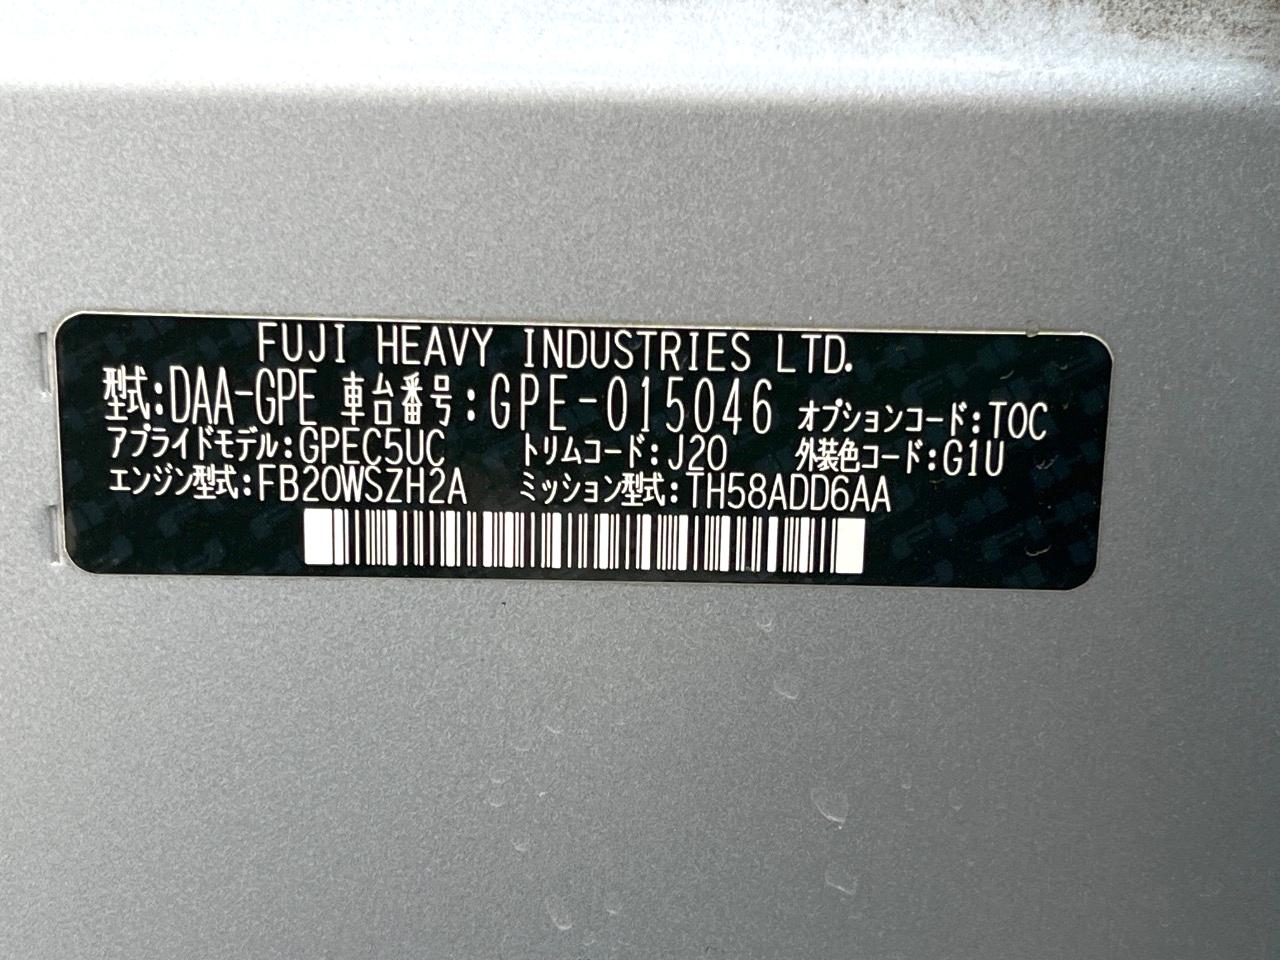 FUJI HEAVY INDUSTRIES LTD.
型式:DAA-GPE 車台番号:GPE-015046 オプションコード:TOC
アプライドモデル:GPEC5UC トリムコード:J20 外装色コード:G1U
エンジン型式:FB20WSZH2A ミッション型式:TH58ADD6AA